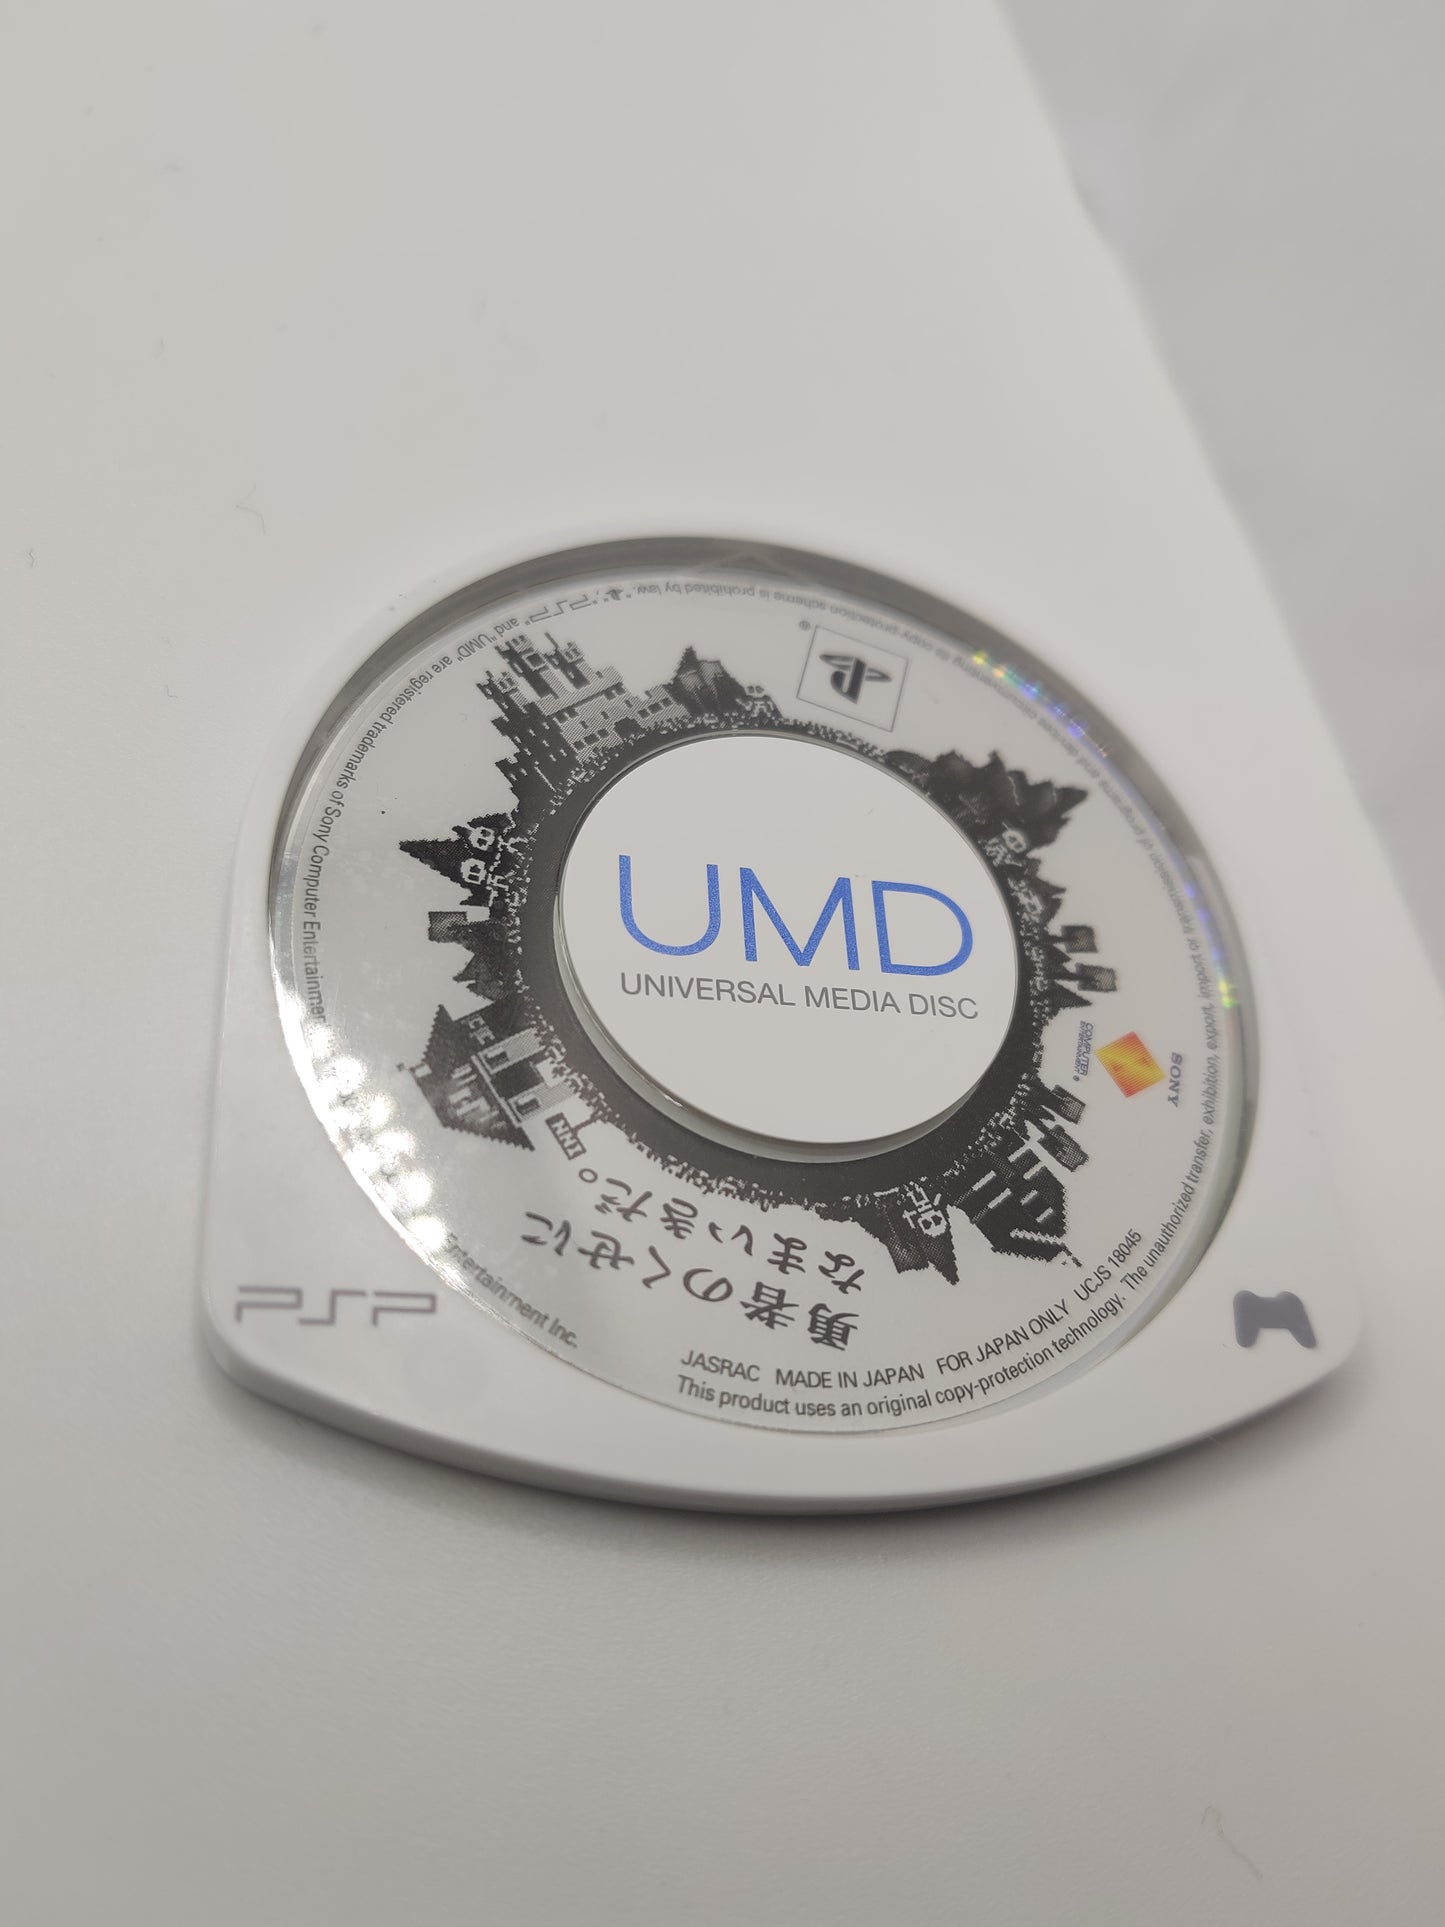 UMD
UNIVERSAL MEDIA DISC
勇者のくせに
なまいきだ。
INN
SONY
COMPUTER
ENTERTAINMENT ®
®
PSP
JASRAC MADE IN JAPAN FOR JAPAN ONLY UCJS 18045
This product uses an original copy-protection technology. The unauthorized transfer, exhibition, export, import or transmission of programs and devices circumventing its copy-protection scheme is prohibited by law.
"PSP" and "UMD" are registered trademarks of Sony Computer Entertainment Inc.